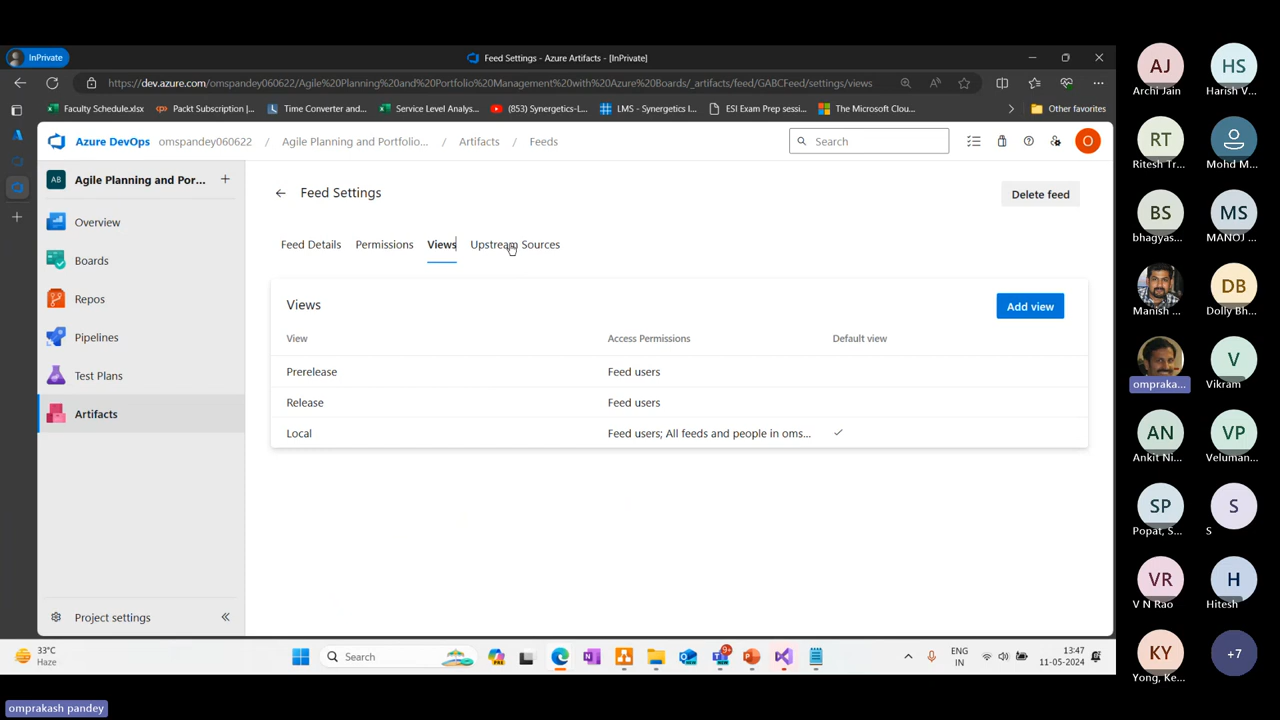 InPrivate
Feed Settings - Azure Artifacts - [InPrivate]
https://dev.azure.com/omspandey060622/Agile%20Planning%20and%20Portfolio%20Management%20with%20Azure%20Boards/_artifacts/feed/GABCFeed/settings/views
Faculty Schedule.xlsx
Packt Subscription |...
Time Converter and...
Service Level Analys...
(853) Synergetics-L...
LMS - Synergetics I...
ESI Exam Prep sessi...
The Microsoft Clou...
Other favorites
Azure DevOps
omspandey060622
/
Agile Planning and Portfolio...
/
Artifacts
/
Feeds
Search
O
AB
Agile Planning and Por...
Overview
Boards
Repos
Pipelines
Test Plans
Artifacts
Project settings
Feed Settings
Delete feed
Feed Details
Permissions
Views
Upstream Sources
Views
Add view
View
Access Permissions
Default view
Prerelease
Feed users
Release
Feed users
Local
Feed users; All feeds and people in oms...
33°C
Haze
Search
PRE
9+
ENG
IN
13:47
11-05-2024
omprakash pandey
AJ
Archi Jain
HS
Harish V...
RT
Ritesh Tr...
Mohd M...
BS
bhagyas...
MS
MANOJ ...
Manish ...
DB
Dolly Bh...
ompraka...
V
Vikram
AN
Ankit Ni...
VP
Veluman...
SP
Popat, S...
S
S
VR
V N Rao
H
Hitesh
KY
Yong, Ke...
+7